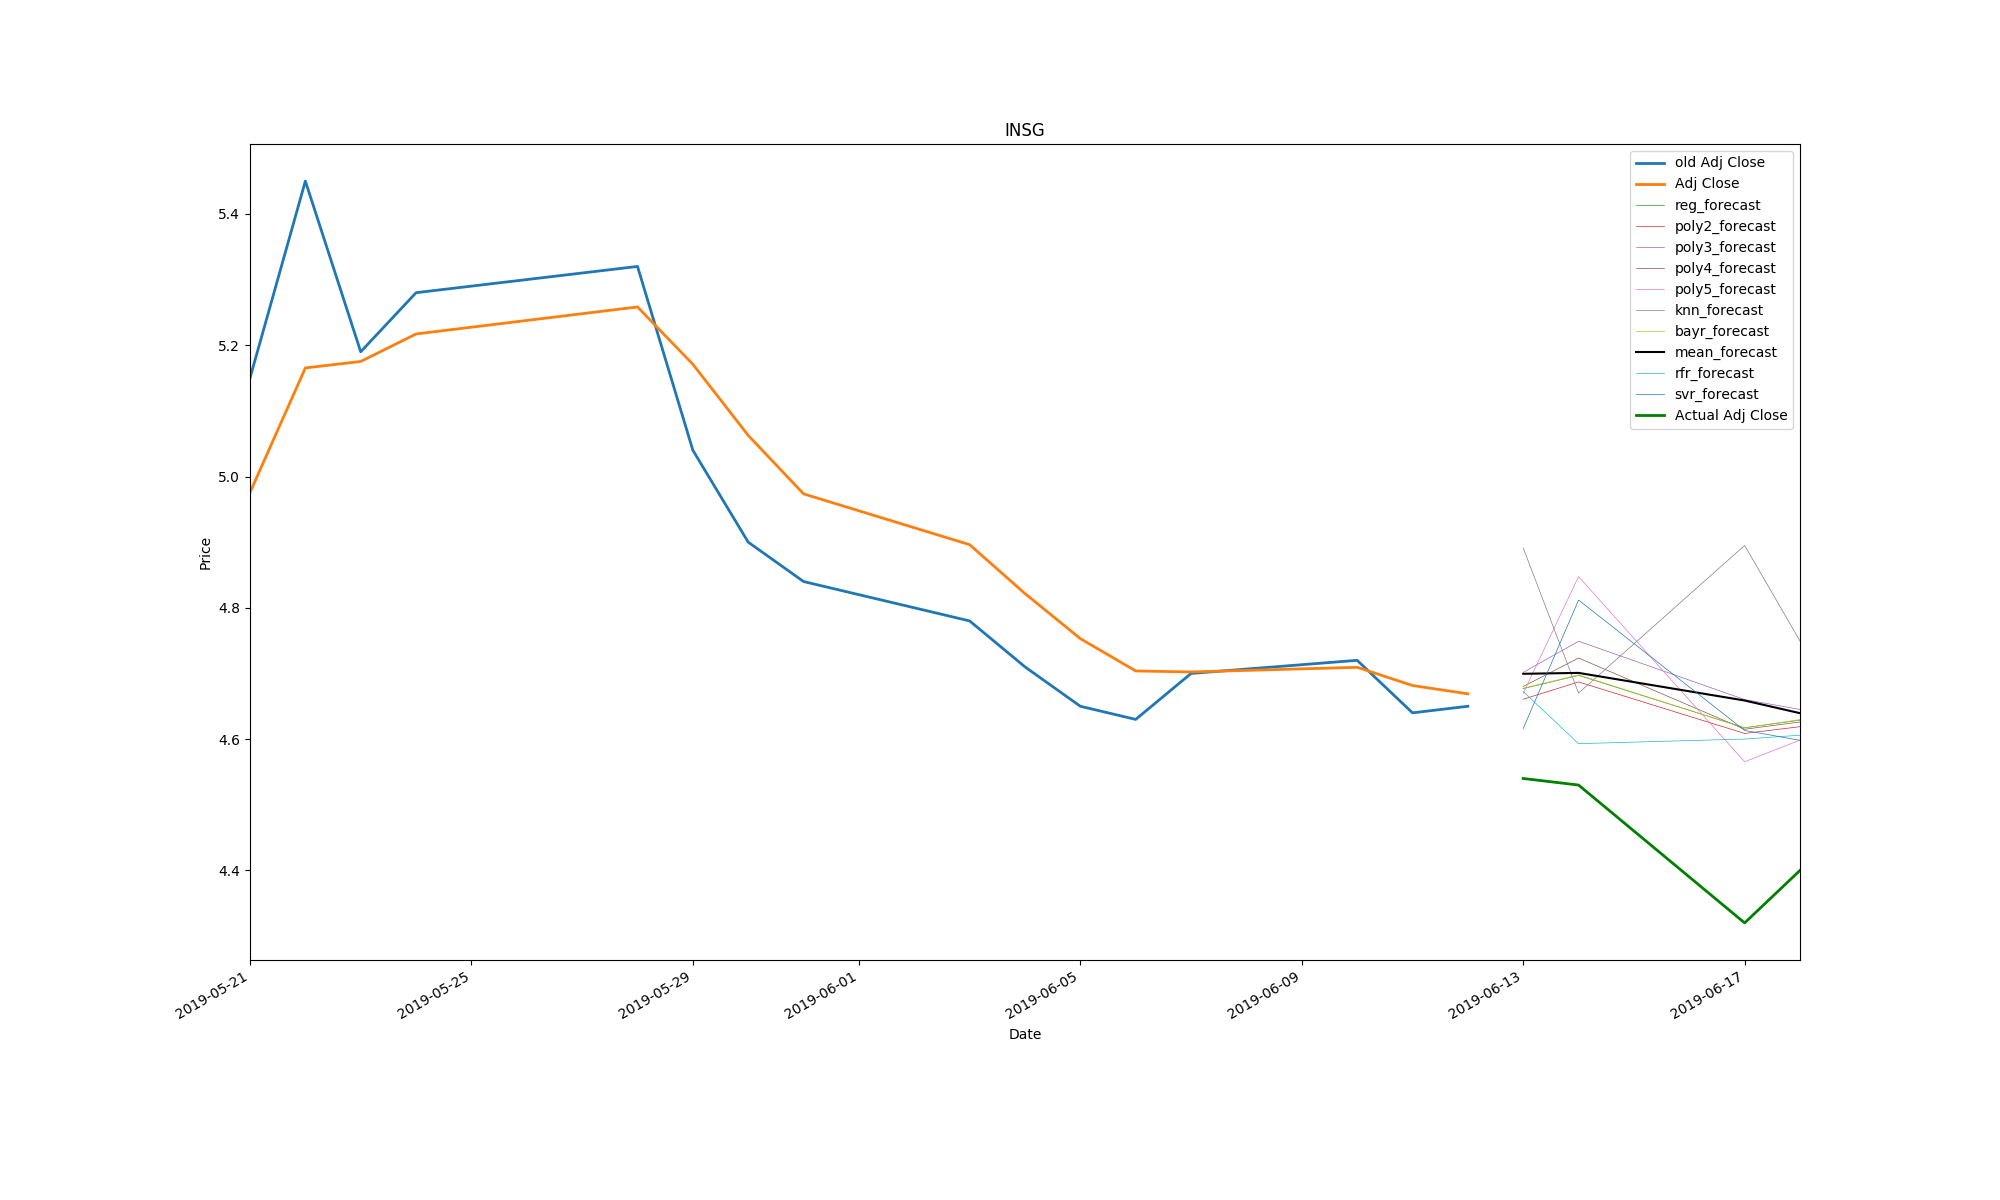 INSG
old Adj Close
Adj Close
reg_forecast
poly2_forecast
poly3_forecast
poly4_forecast
poly5_forecast
knn_forecast
bayr_forecast
mean_forecast
rfr_forecast
svr_forecast
Actual Adj Close
5.4
5.2
5.0
4.8
4.6
4.4
Price
2019-05-21
2019-05-25
2019-05-29
2019-06-01
2019-06-05
2019-06-09
2019-06-13
2019-06-17
Date